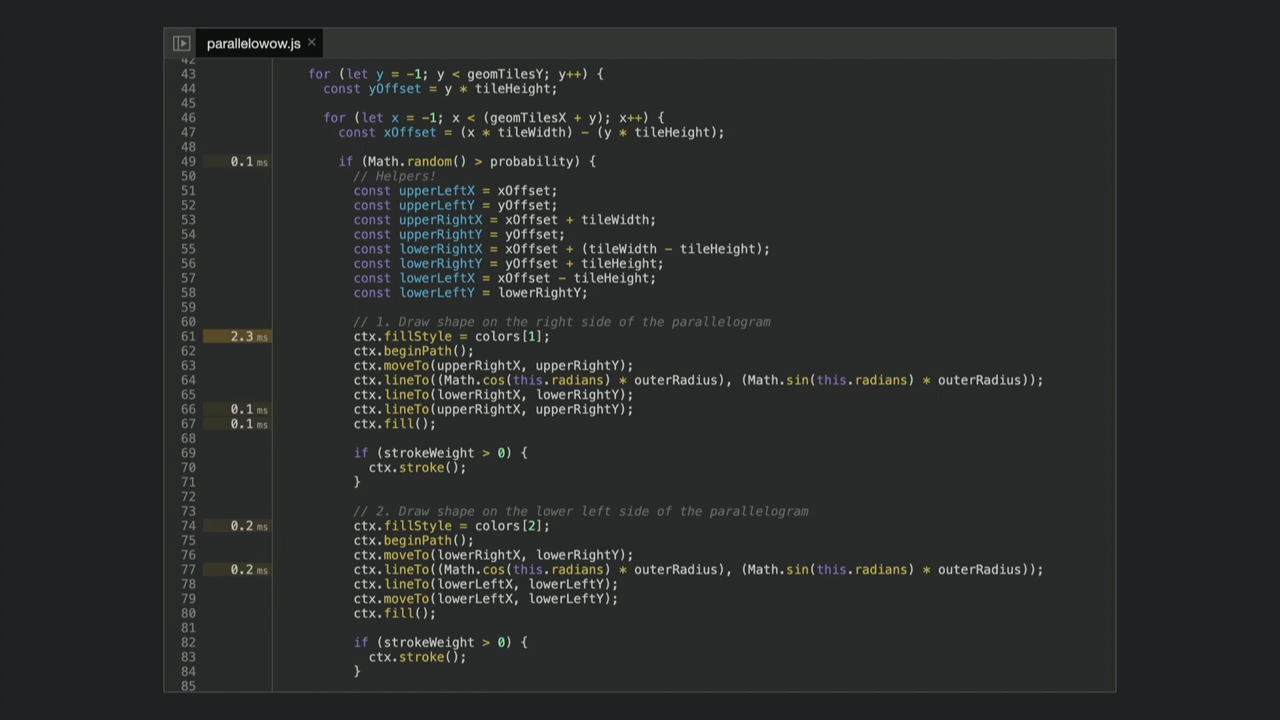 parallelowow.js ×
42
43 for (let y = -1; y < geomTilesY; y++) {
44 const yOffset = y * tileHeight;
45
46 for (let x = -1; x < (geomTilesX + y); x++) {
47 const xOffset = (x * tileWidth) - (y * tileHeight);
48
49 0.1 ms if (Math.random() > probability) {
50 // Helpers!
51 const upperLeftX = xOffset;
52 const upperLeftY = yOffset;
53 const upperRightX = xOffset + tileWidth;
54 const upperRightY = yOffset;
55 const lowerRightX = xOffset + (tileWidth - tileHeight);
56 const lowerRightY = yOffset + tileHeight;
57 const lowerLeftX = xOffset - tileHeight;
58 const lowerLeftY = lowerRightY;
59
60 // 1. Draw shape on the right side of the parallelogram
61 2.3 ms ctx.fillStyle = colors[1];
62 ctx.beginPath();
63 ctx.moveTo(upperRightX, upperRightY);
64 ctx.lineTo((Math.cos(this.radians) * outerRadius), (Math.sin(this.radians) * outerRadius));
65 ctx.lineTo(lowerRightX, lowerRightY);
66 0.1 ms ctx.lineTo(upperRightX, upperRightY);
67 0.1 ms ctx.fill();
68
69 if (strokeWeight > 0) {
70 ctx.stroke();
71 }
72
73 // 2. Draw shape on the lower left side of the parallelogram
74 0.2 ms ctx.fillStyle = colors[2];
75 ctx.beginPath();
76 ctx.moveTo(lowerRightX, lowerRightY);
77 0.2 ms ctx.lineTo((Math.cos(this.radians) * outerRadius), (Math.sin(this.radians) * outerRadius));
78 ctx.lineTo(lowerLeftX, lowerLeftY);
79 ctx.moveTo(lowerLeftX, lowerLeftY);
80 ctx.fill();
81
82 if (strokeWeight > 0) {
83 ctx.stroke();
84 }
85